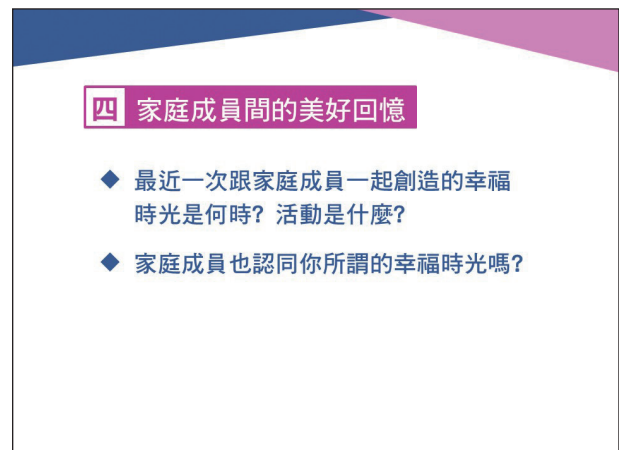 四 家庭成員間的美好回憶
◆ 最近一次跟家庭成員一起創造的幸福
時光是何時? 活動是什麼?
◆ 家庭成員也認同你所謂的幸福時光嗎?